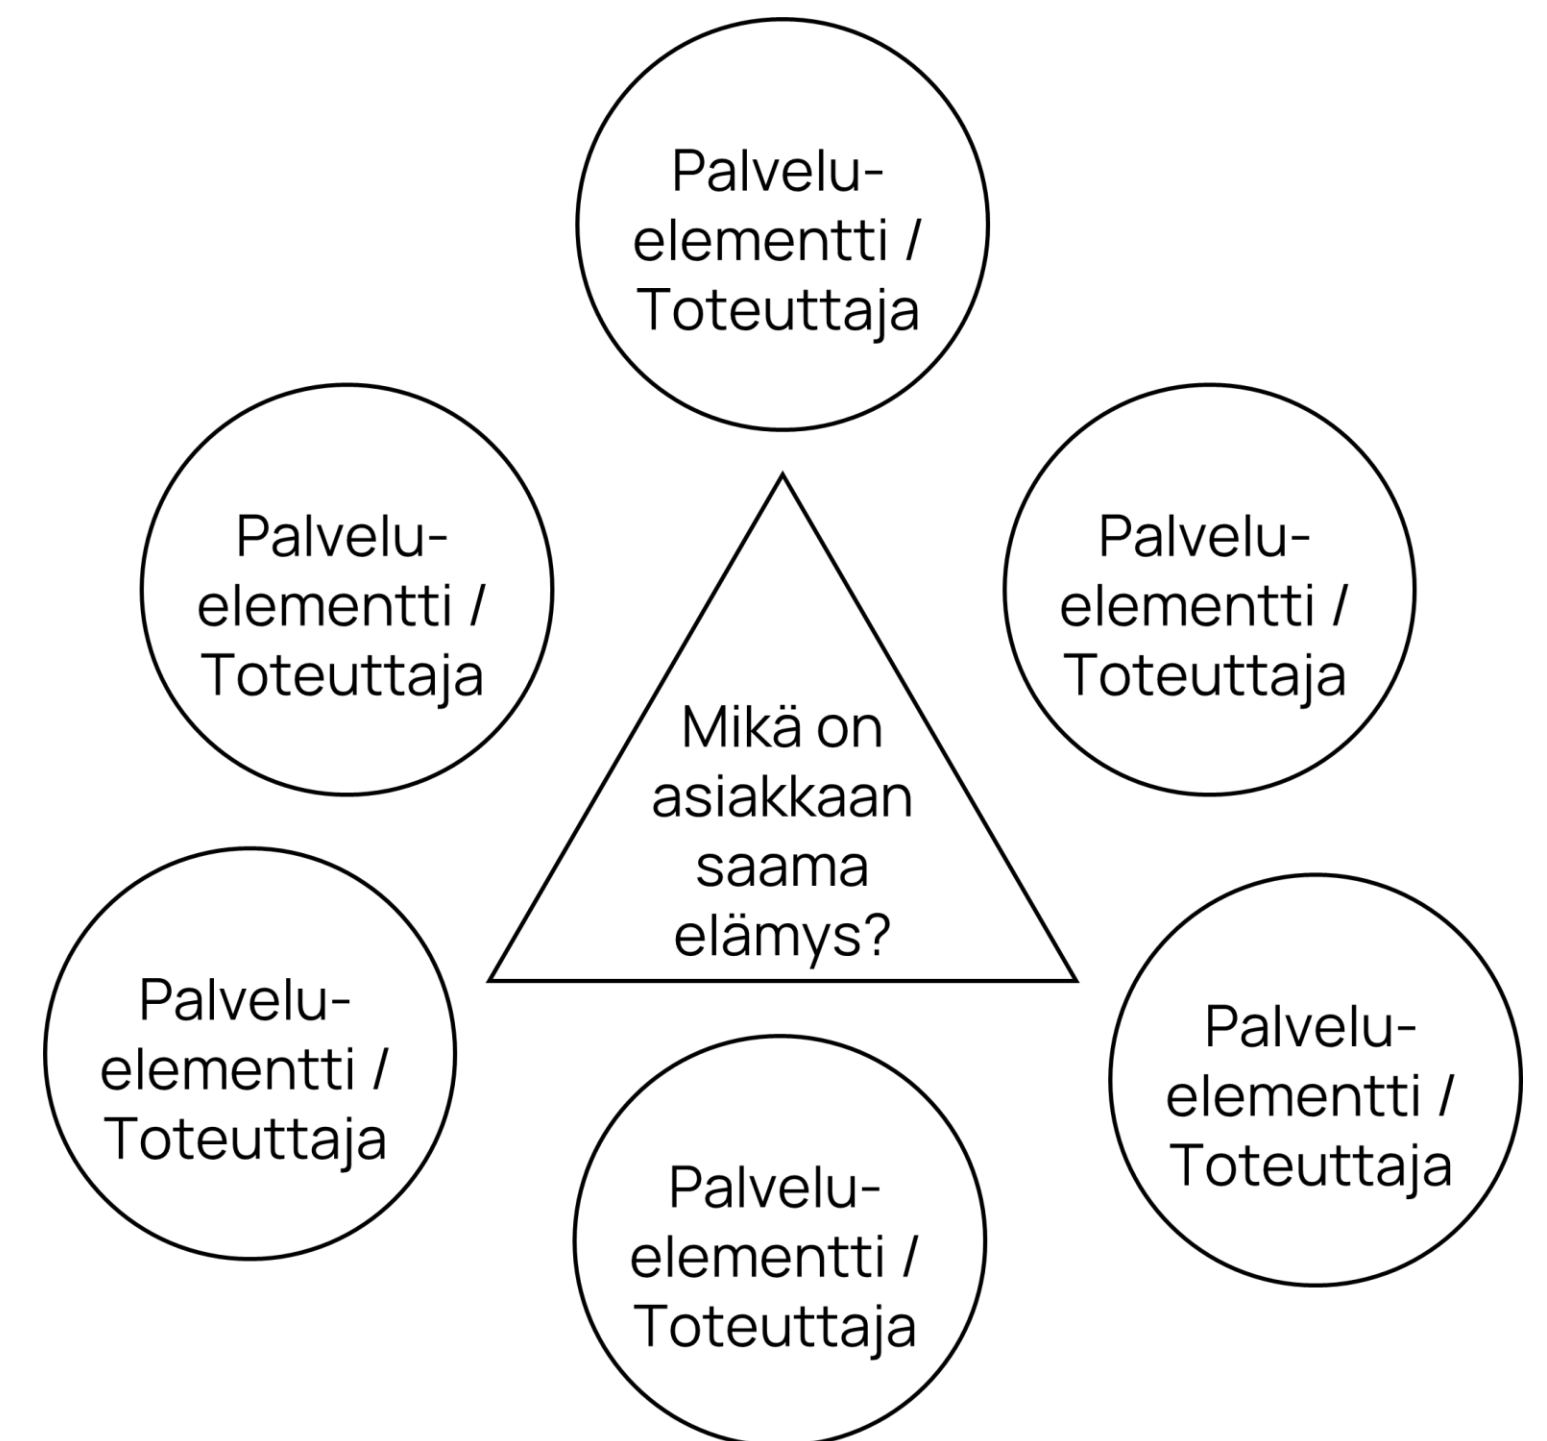 Palvelu-
elementti /
Toteuttaja
Palvelu-
elementti /
Toteuttaja
Palvelu-
elementti /
Toteuttaja
Mikä on
asiakkaan
saama
elämys?
Palvelu-
elementti /
Toteuttaja
Palvelu-
elementti /
Toteuttaja
Palvelu-
elementti /
Toteuttaja